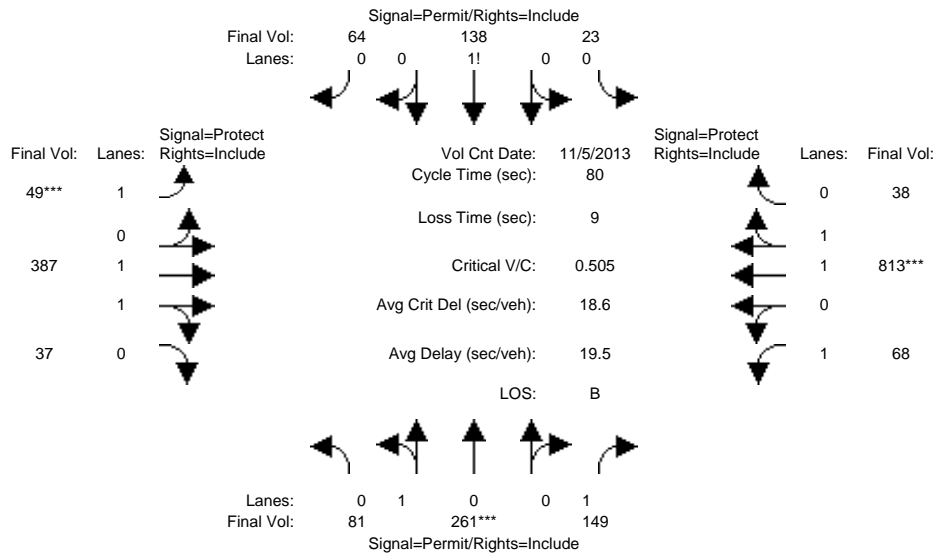 Signal=Permit/Rights=Include
Final Vol: 64 138 23
Lanes: 0 0 1! 0 0
Signal=Protect Signal=Protect
Final Vol: Lanes: Rights=Include Vol Cnt Date: 11/5/2013 Rights=Include Lanes: Final Vol:
Cycle Time (sec): 80
49*** 1 0 38
Loss Time (sec): 9
0 1
387 1 Critical V/C: 0.505 1 813***
1 Avg Crit Del (sec/veh): 18.6 0
37 0 Avg Delay (sec/veh): 19.5 1 68
LOS: B
Lanes: 0 1 0 0 1
Final Vol: 81 261*** 149
Signal=Permit/Rights=Include